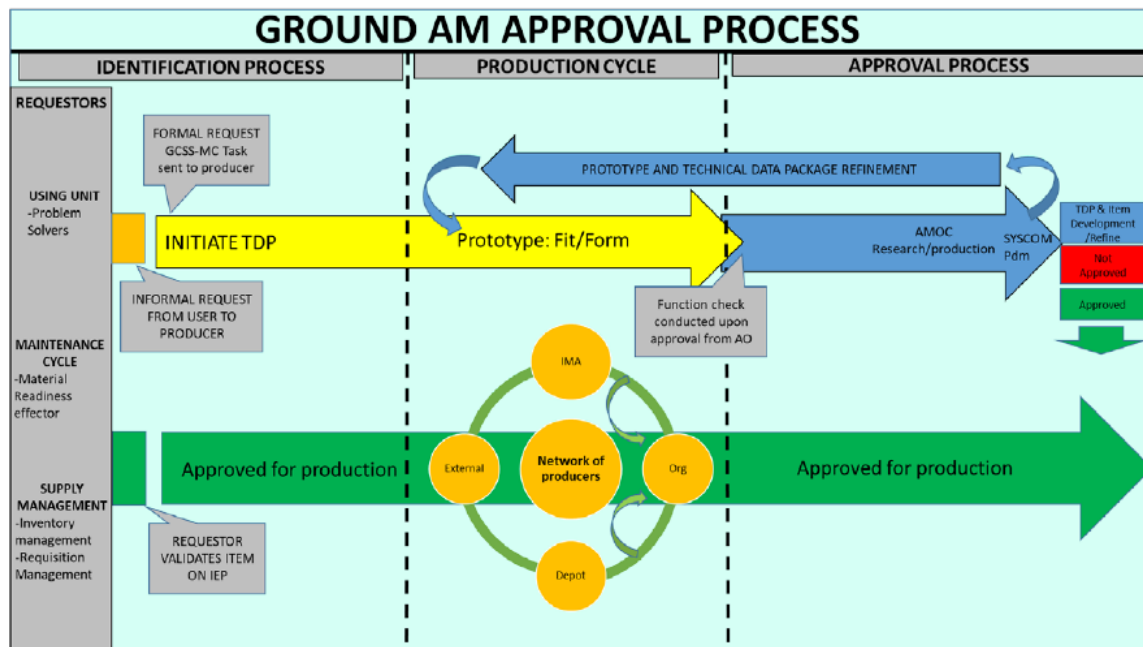 GROUND AM APPROVAL PROCESS
IDENTIFICATION PROCESS
PRODUCTION CYCLE
APPROVAL PROCESS
REQUESTORS
USING UNIT
-Problem
Solvers
MAINTENANCE
CYCLE
-Material
Readiness
effector
SUPPLY
MANAGEMENT
-Inventory
management
-Requisition
Management
FORMAL REQUEST
GCSS-MC Task
sent to producer
INITIATE TDP
INFORMAL REQUEST
FROM USER TO
PRODUCER
PROTOTYPE AND TECHNICAL DATA PACKAGE REFINEMENT
Prototype: Fit/Form
AMOC
Research/production
SYSCOM
Pdm
TDP & Item
Development
/Refine
Not
Approved
Approved
Function check
conducted upon
approval from AO
Approved for production
REQUESTOR
VALIDATES ITEM
ON IEP
IMA
External
Network of
producers
Org
Depot
Approved for production